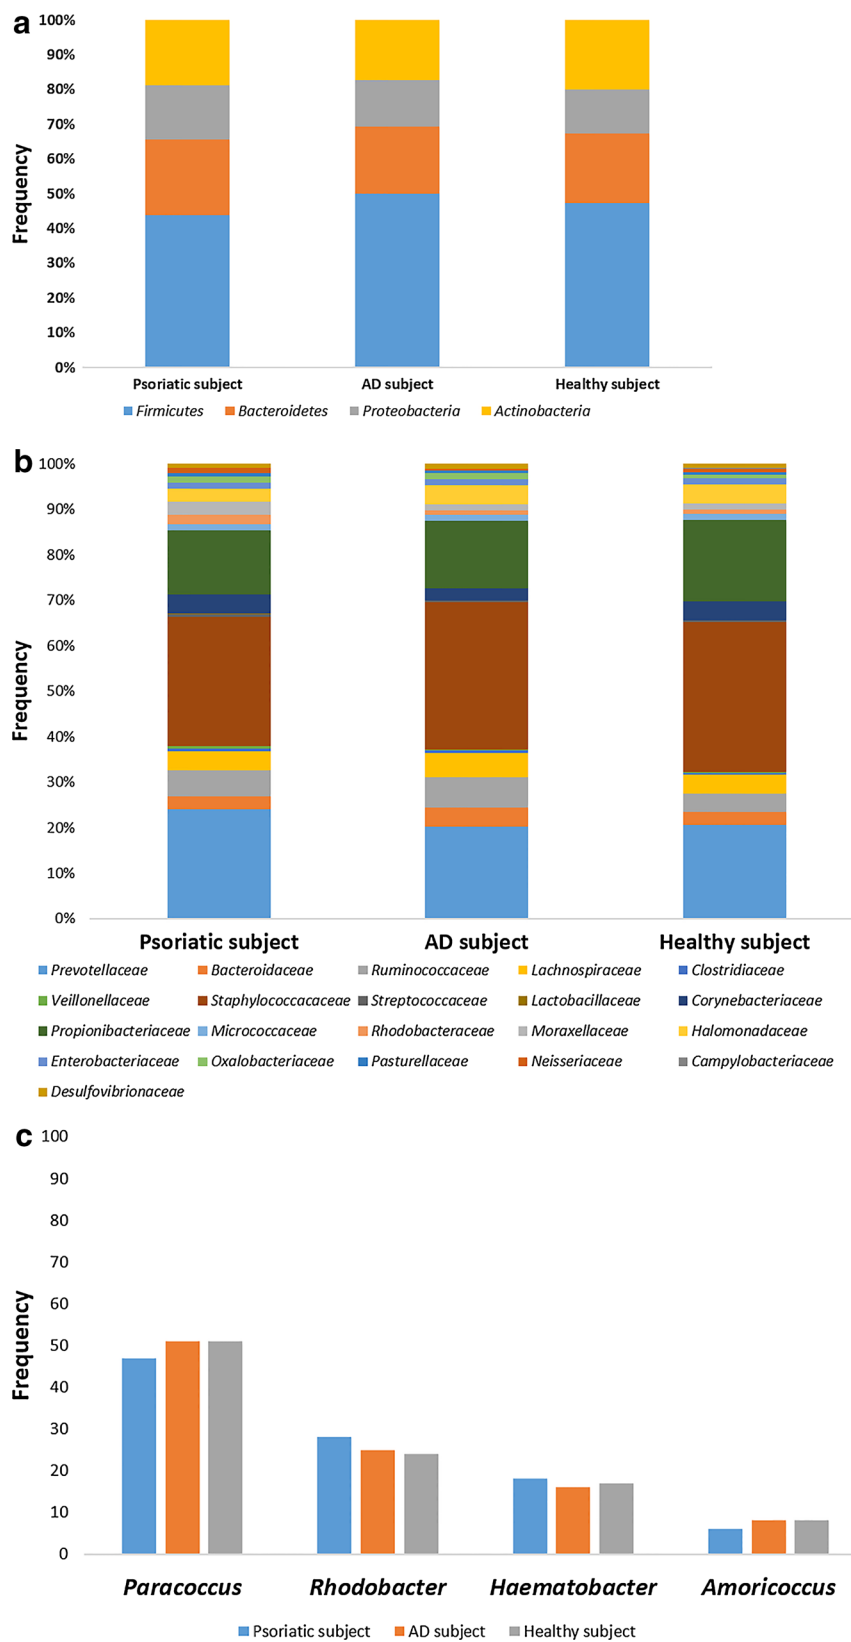 a
100%
90%
80%
70%
60%
50%
40%
30%
20%
10%
0%
Frequency
Psoriatic subject AD subject Healthy subject
Firmicutes Bacteroidetes Proteobacteria Actinobacteria
b
100%
90%
80%
70%
60%
50%
40%
30%
20%
10%
0%
Frequency
Psoriatic subject AD subject Healthy subject
Prevotellaceae Bacteroidaceae Ruminococcaceae Lachnospiraceae Clostridiaceae
Veillonellaceae Staphylococcacaceae Streptococcaceae Lactobacillaceae Corynebacteriaceae
Propionibacteriaceae Micrococcaceae Rhodobacteraceae Moraxellaceae Halomonadaceae
Enterobacteriaceae Oxalobacteriaceae Pasturellaceae Neisseriaceae Campylobacteriaceae
Desulfovibrionaceae
c
100
90
80
70
60
50
40
30
20
10
0
Frequency
Paracoccus Rhodobacter Haematobacter Amoricoccus
Psoriatic subject AD subject Healthy subject